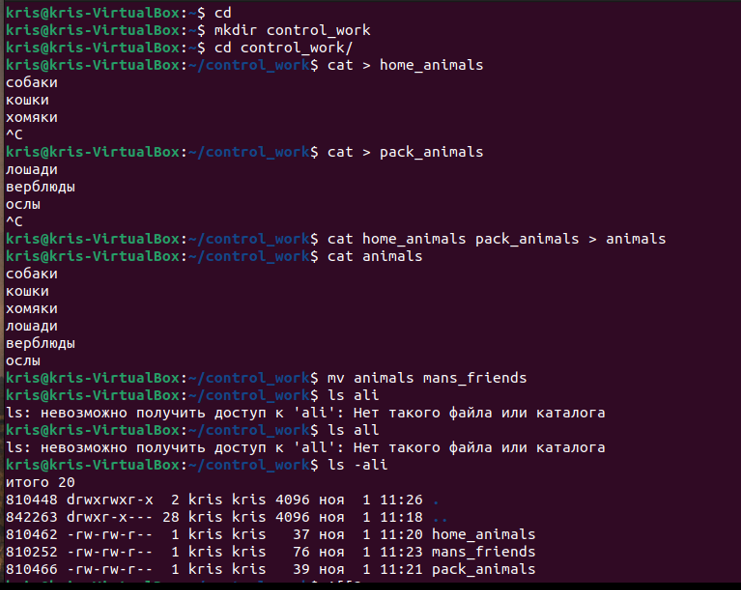 kris@kris-VirtualBox:~$ cd
kris@kris-VirtualBox:~$ mkdir control_work
kris@kris-VirtualBox:~$ cd control_work/
kris@kris-VirtualBox:~/control_work$ cat > home_animals
собаки
кошки
хомяки
^C
kris@kris-VirtualBox:~/control_work$ cat > pack_animals
лошади
верблюды
ослы
^C
kris@kris-VirtualBox:~/control_work$ cat home_animals pack_animals > animals
kris@kris-VirtualBox:~/control_work$ cat animals
собаки
кошки
хомяки
лошади
верблюды
ослы
kris@kris-VirtualBox:~/control_work$ mv animals mans_friends
kris@kris-VirtualBox:~/control_work$ ls ali
ls: невозможно получить доступ к 'ali': Нет такого файла или каталога
kris@kris-VirtualBox:~/control_work$ ls all
ls: невозможно получить доступ к 'all': Нет такого файла или каталога
kris@kris-VirtualBox:~/control_work$ ls -ali
итого 20
810448 drwxrwxr-x  2 kris kris 4096 ноя  1 11:26 .
842263 drwxr-x--- 28 kris kris 4096 ноя  1 11:18 ..
810462 -rw-rw-r--  1 kris kris   37 ноя  1 11:20 home_animals
810252 -rw-rw-r--  1 kris kris   76 ноя  1 11:23 mans_friends
810466 -rw-rw-r--  1 kris kris   39 ноя  1 11:21 pack_animals